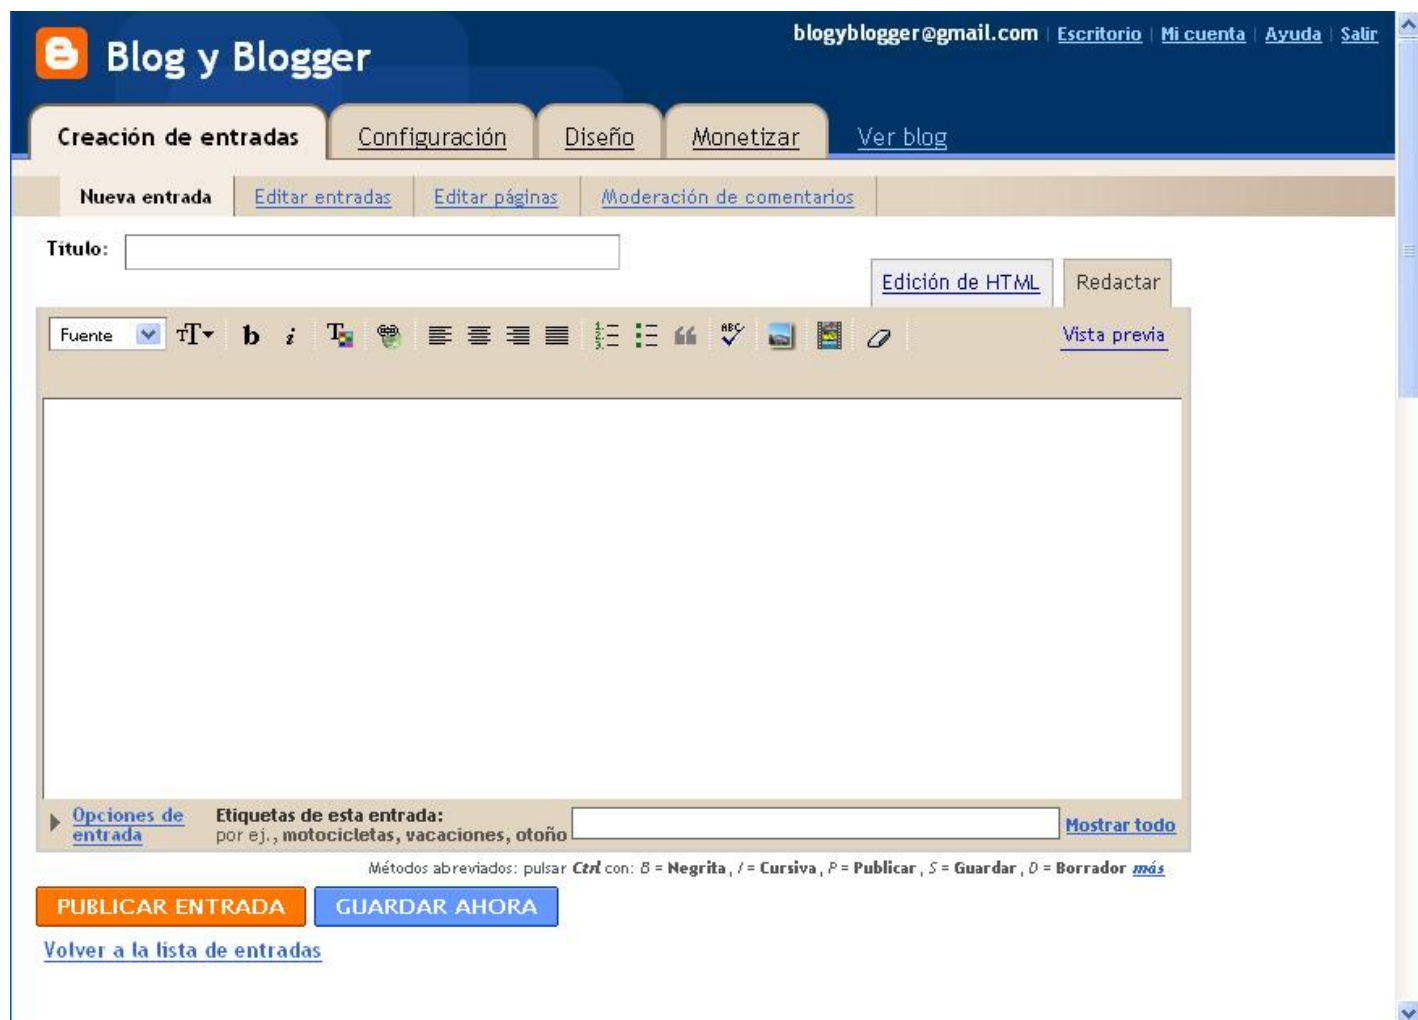 blogyblogger@gmail.com | Escritorio | Mi cuenta | Ayuda | Salir
Blog y Blogger
Creación de entradas Configuración Diseño Monetizar Ver blog
Nueva entrada Editar entradas Editar páginas Moderación de comentarios
Título:
Edición de HTML Redactar
Fuente TT b i T ABC Vista previa
Opciones de entrada
Etiquetas de esta entrada:
por ej., motocicletas, vacaciones, otoño
Mostrar todo
Métodos abreviados: pulsar Ctrl con: B = Negrita, I = Cursiva, P = Publicar, S = Guardar, D = Borrador más
PUBLICAR ENTRADA GUARDAR AHORA
Volver a la lista de entradas